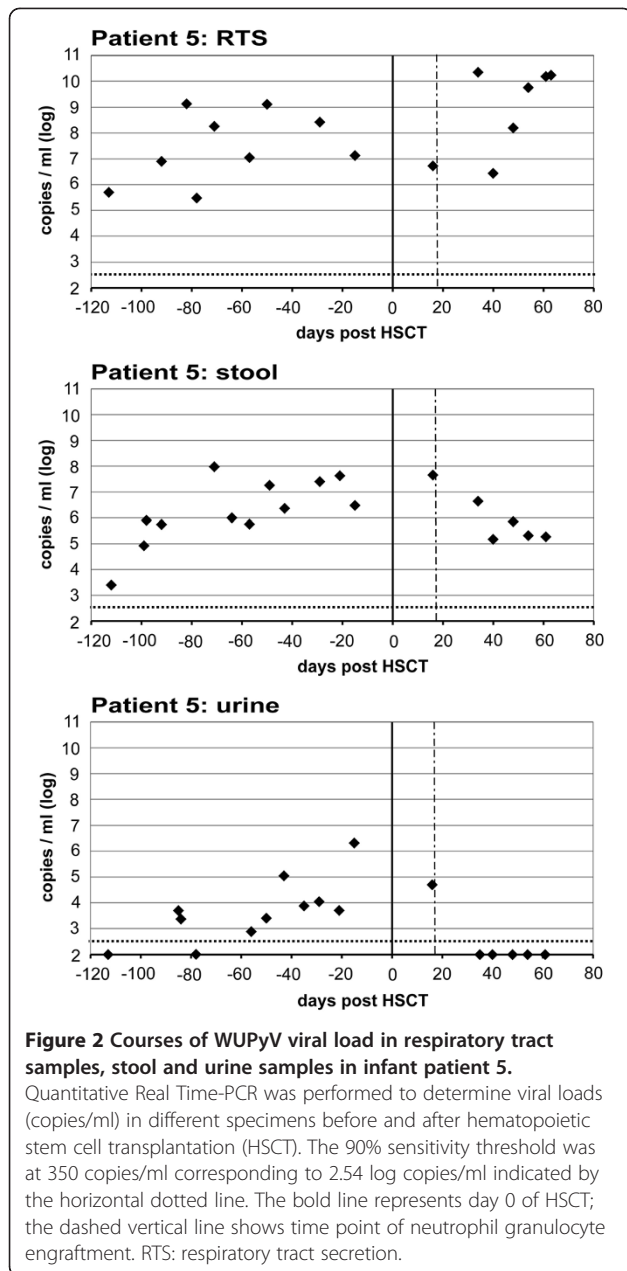 Patient 5: RTS
11
10
9
8
7
6
5
4
3
2
copies / ml (log)
-120 -100 -80 -60 -40 -20 0 20 40 60 80
days post HSCT
Patient 5: stool
11
10
9
8
7
6
5
4
3
2
copies / ml (log)
-120 -100 -80 -60 -40 -20 0 20 40 60 80
days post HSCT
Patient 5: urine
11
10
9
8
7
6
5
4
3
2
copies / ml (log)
-120 -100 -80 -60 -40 -20 0 20 40 60 80
days post HSCT
Figure 2 Courses of WUPyV viral load in respiratory tract
samples, stool and urine samples in infant patient 5.
Quantitative Real Time-PCR was performed to determine viral loads
(copies/ml) in different specimens before and after hematopoietic
stem cell transplantation (HSCT). The 90% sensitivity threshold was
at 350 copies/ml corresponding to 2.54 log copies/ml indicated by
the horizontal dotted line. The bold line represents day 0 of HSCT;
the dashed vertical line shows time point of neutrophil granulocyte
engraftment. RTS: respiratory tract secretion.